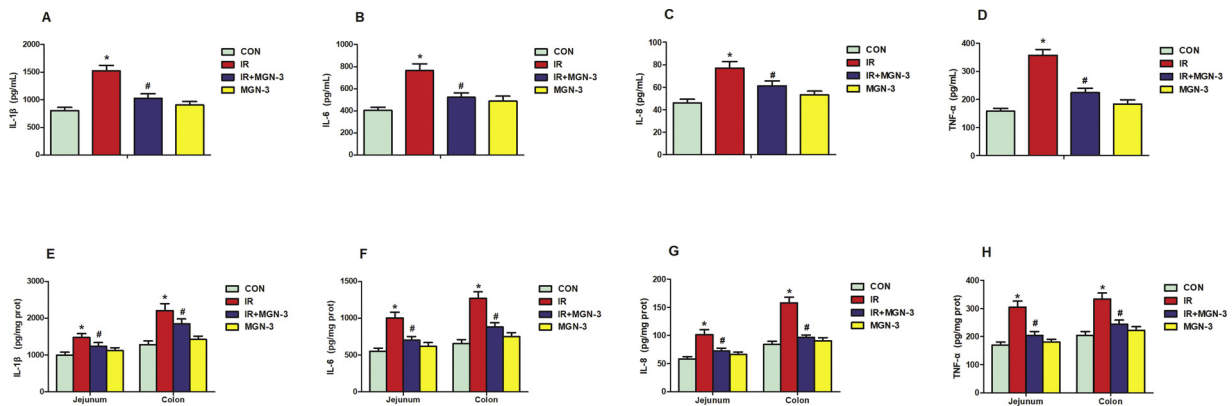 A
IL-1β (pg/mL)
2000
1500
1000
500
0
*
#
CON
IR
IR+MGN-3
MGN-3
B
IL-6 (pg/mL)
1000
800
600
400
200
0
*
#
CON
IR
IR+MGN-3
MGN-3
C
IL-8 (pg/mL)
100
80
60
40
20
0
*
#
CON
IR
IR+MGN-3
MGN-3
D
TNF-α (pg/mL)
400
300
200
100
0
*
#
CON
IR
IR+MGN-3
MGN-3
E
IL-1β (pg/mg prot)
3000
2000
1000
0
*
#
*
#
Jejunum Colon
CON
IR
IR+MGN-3
MGN-3
F
IL-6 (pg/mg prot)
1500
1000
500
0
*
#
*
#
Jejunum Colon
CON
IR
IR+MGN-3
MGN-3
G
IL-8 (pg/mg prot)
200
150
100
50
0
*
#
*
#
Jejunum Colon
CON
IR
IR+MGN-3
MGN-3
H
TNF-α (pg/mg prot)
400
300
200
100
0
*
#
*
#
Jejunum Colon
CON
IR
IR+MGN-3
MGN-3